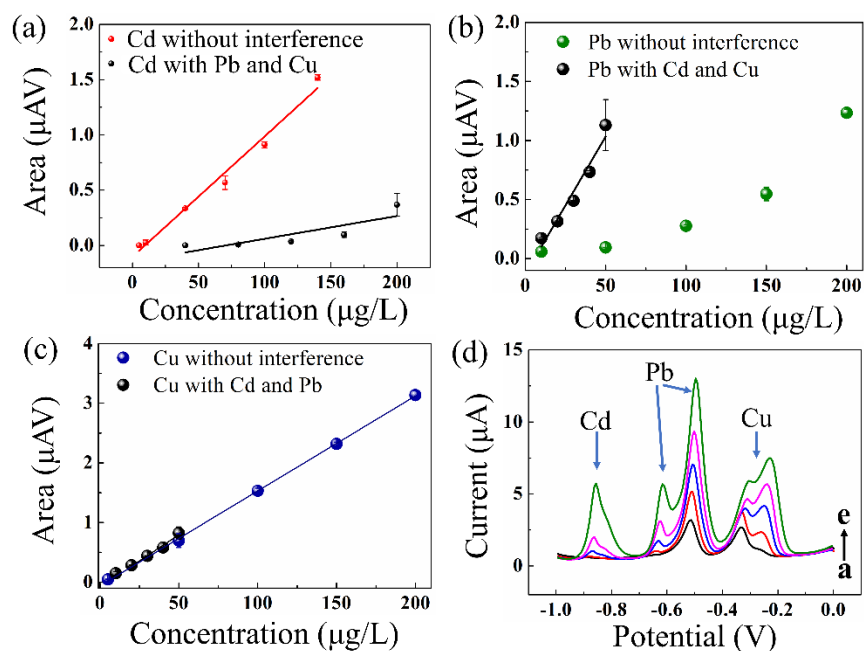 (a)
2.0
1.5
1.0
0.5
0.0
Area (µAV)
Cd without interference
Cd with Pb and Cu
0
50
100
150
200
Concentration (µg/L)
(b)
2.0
1.5
1.0
0.5
0.0
Area (µAV)
Pb without interference
Pb with Cd and Cu
0
50
100
150
200
Concentration (µg/L)
(c)
4
3
2
1
0
Area (µAV)
Cu without interference
Cu with Cd and Pb
0
50
100
150
200
Concentration (µg/L)
(d)
15
10
5
0
Current (µA)
Cd
Pb
Cu
e
a
-1.0
-0.8
-0.6
-0.4
-0.2
0.0
Potential (V)